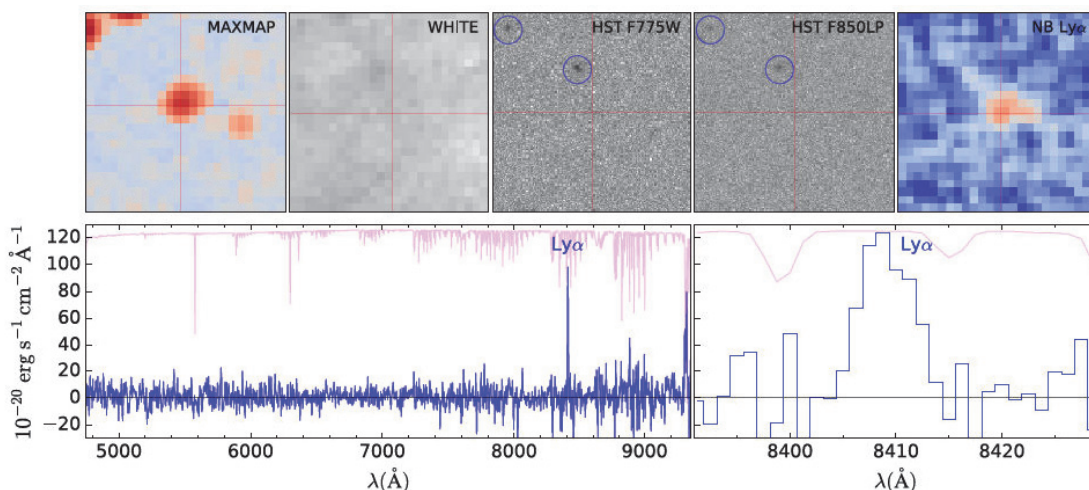 MAXMAP
WHITE
HST F775W
HST F850LP
NB Lyα
10⁻²⁰ erg s⁻¹ cm⁻² Å⁻¹
120
100
80
60
40
20
0
−20
Lyα
Lyα
5000 6000 7000 8000 9000
8400 8410 8420
λ(Å)
λ(Å)